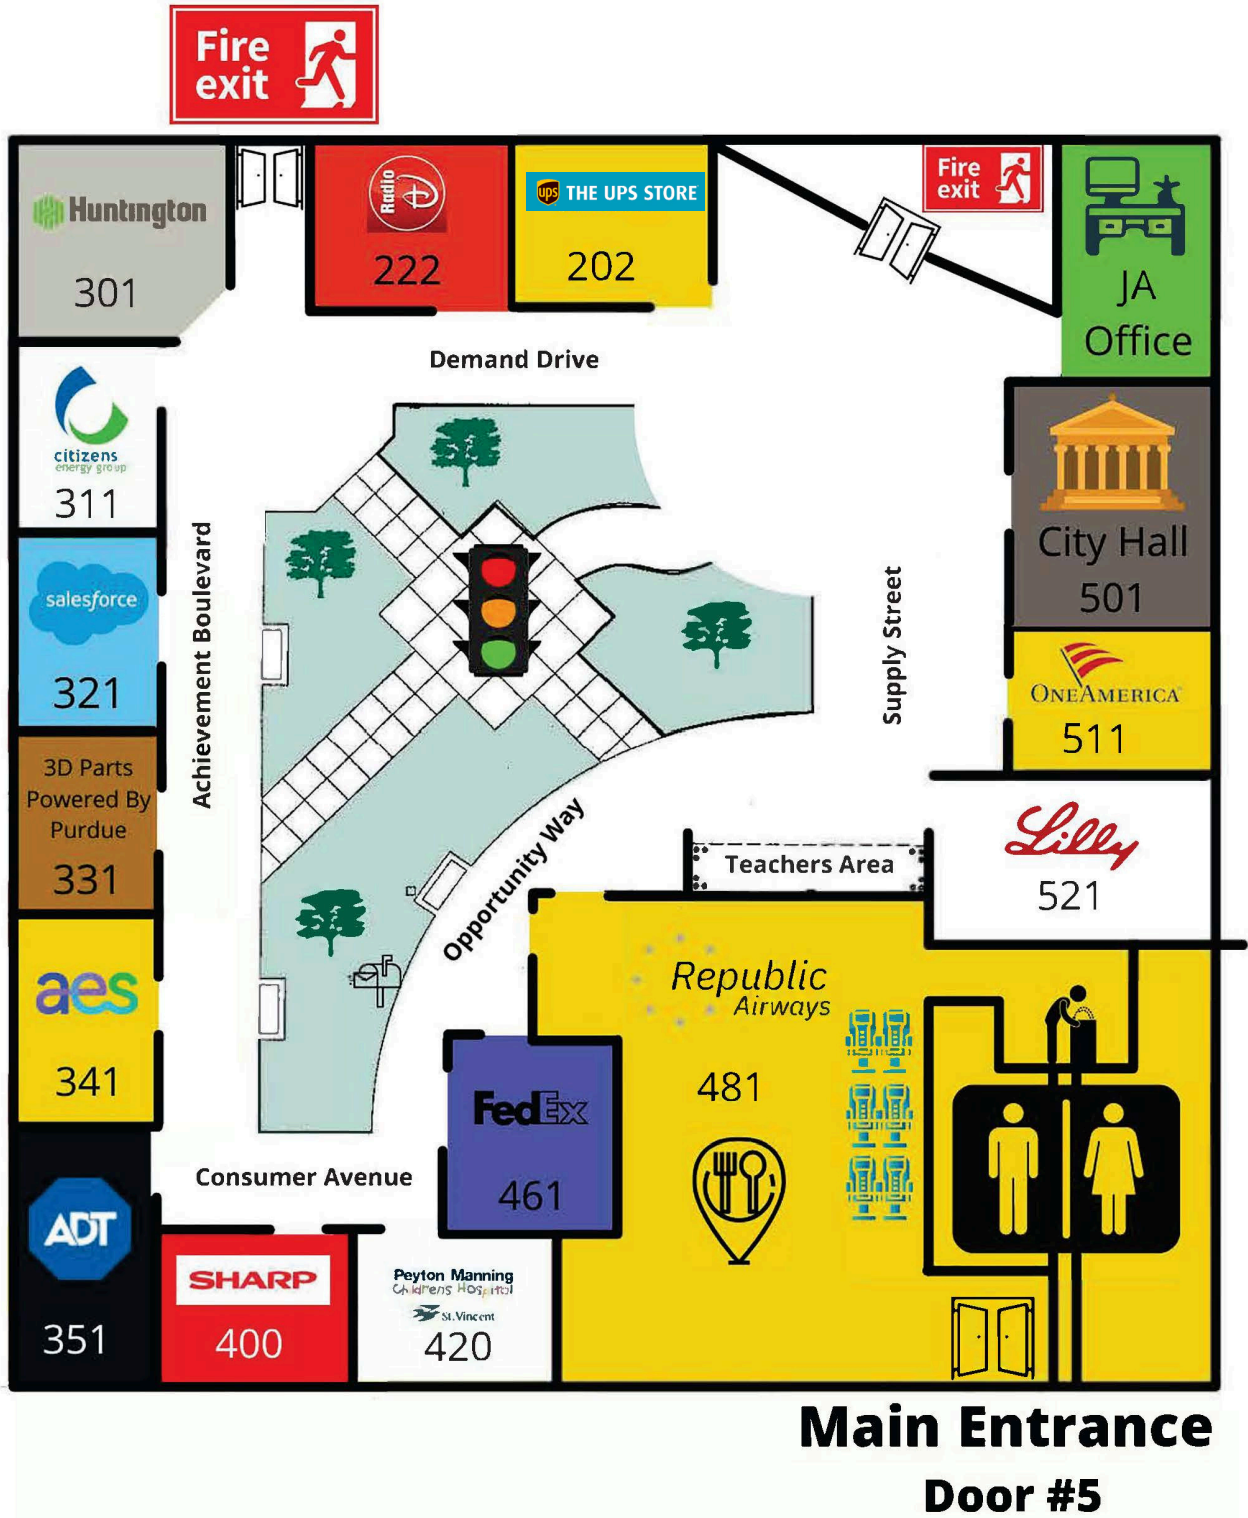 Fire
exit
Huntington
301
Radio
222
ups THE UPS STORE
202
Fire
exit
JA
Office
Demand Drive
citizens
energy group
311
City Hall
501
salesforce
321
Achievement Boulevard
Supply Street
ONEAMERICA
511
3D Parts
Powered By
Purdue
331
Opportunity Way
Teachers Area
Lilly
521
aes
341
Republic
Airways
481
FedEx
461
Consumer Avenue
ADT
351
SHARP
400
Peyton Manning
Childrens Hospital
St. Vincent
420
Main Entrance
Door #5